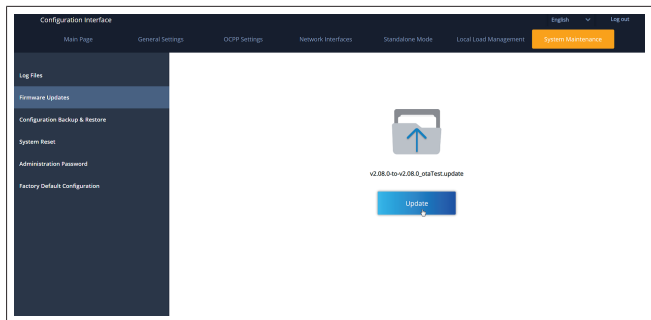 Configuration Interface
English
Log out
Main Page
General Settings
OCPP Settings
Network Interfaces
Standalone Mode
Local Load Management
System Maintenance
Log Files
Firmware Updates
Configuration Backup & Restore
System Reset
Administration Password
Factory Default Configuration
v2.08.0-to-v2.08.0_otaTest.update
Update